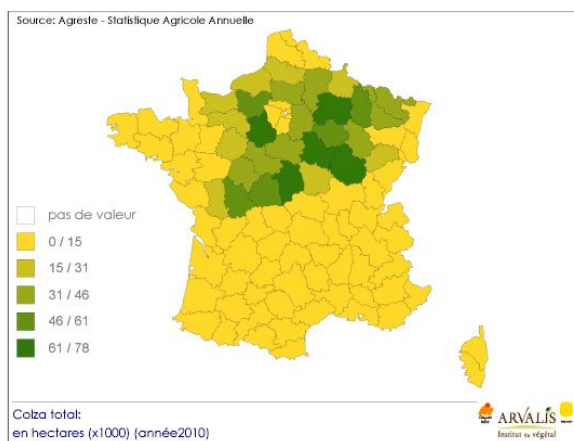 Source: Agreste - Statistique Agricole Annuelle
pas de valeur
0 / 15
15 / 31
31 / 46
46 / 61
61 / 78
Colza total:
en hectares (x1000) (année2010)
ARVALIS
Institut du végétal